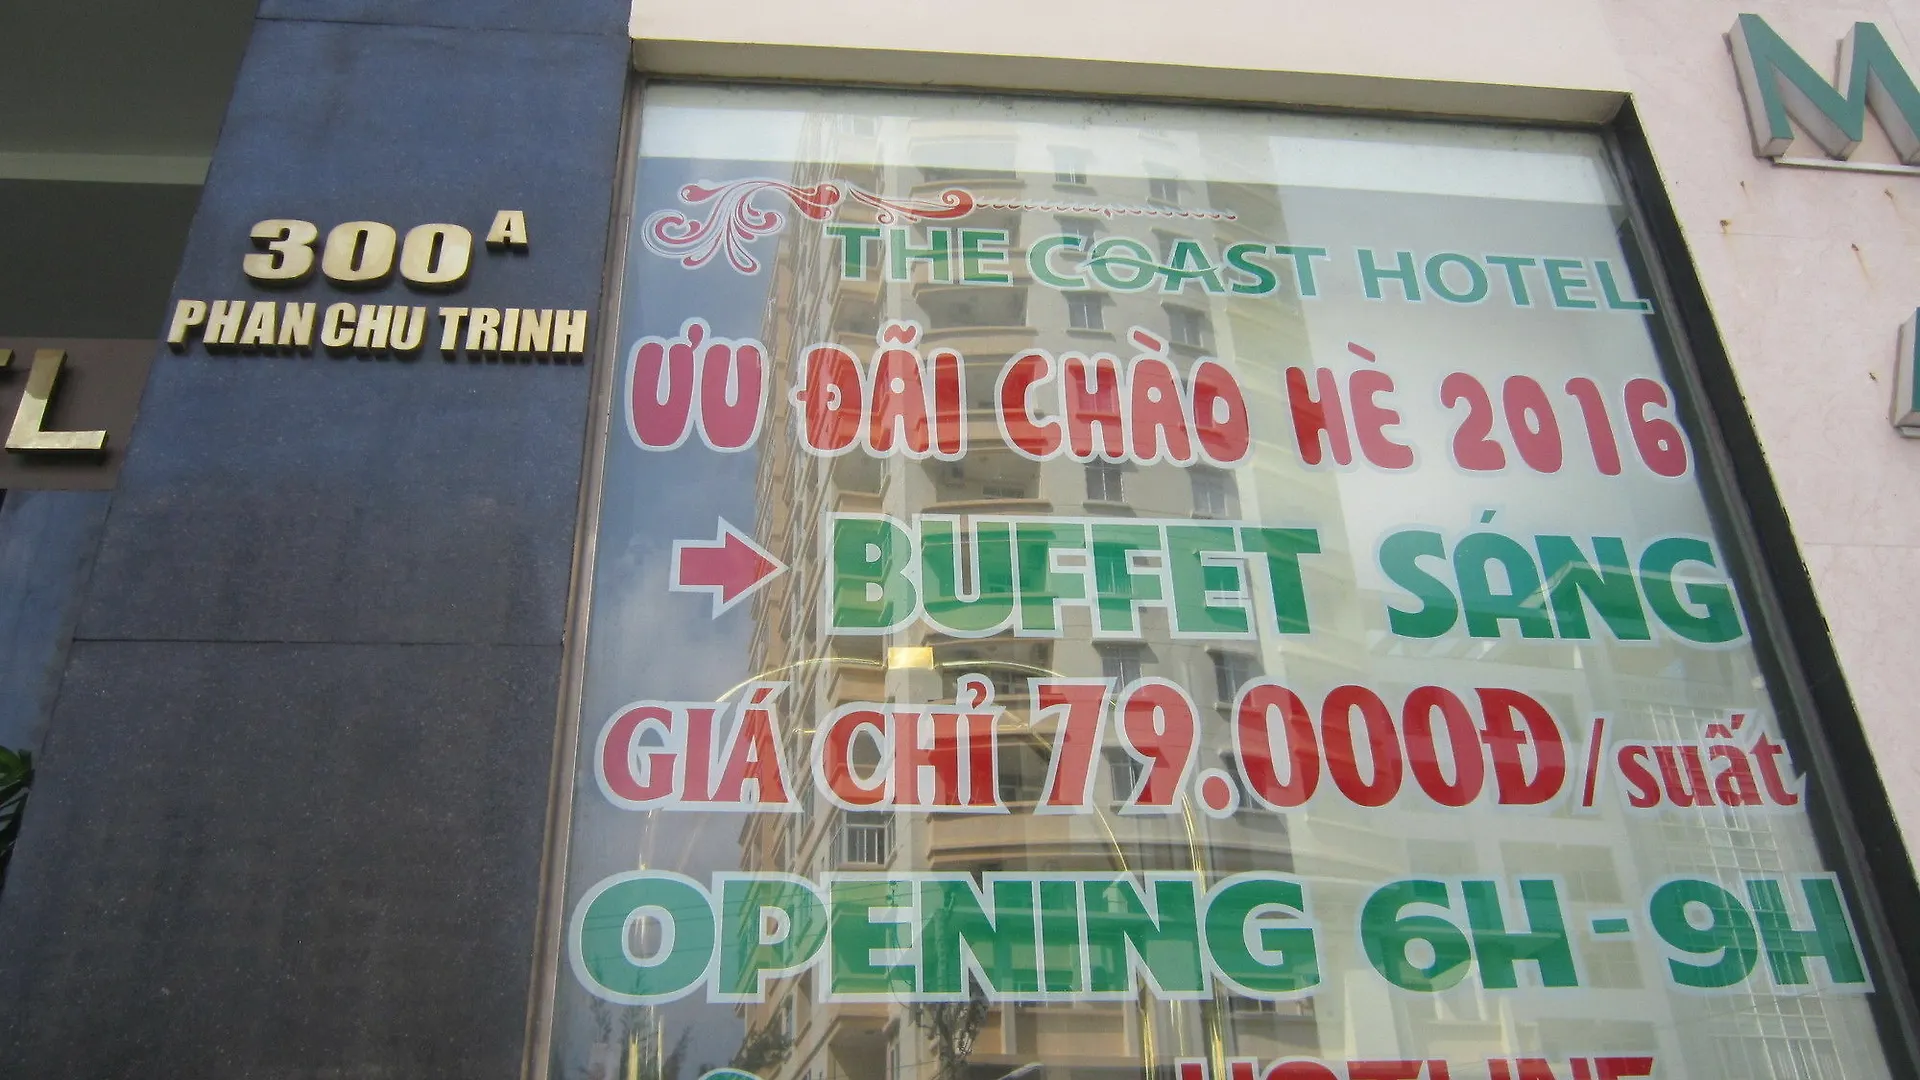 300A
PHAN CHU TRINH
THE COAST HOTEL
ƯU ĐÃI CHÀO HÈ 2016
BUFFET SÁNG
GIÁ CHỈ 79.000Đ/suất
OPENING 6H - 9H
HOTLINE